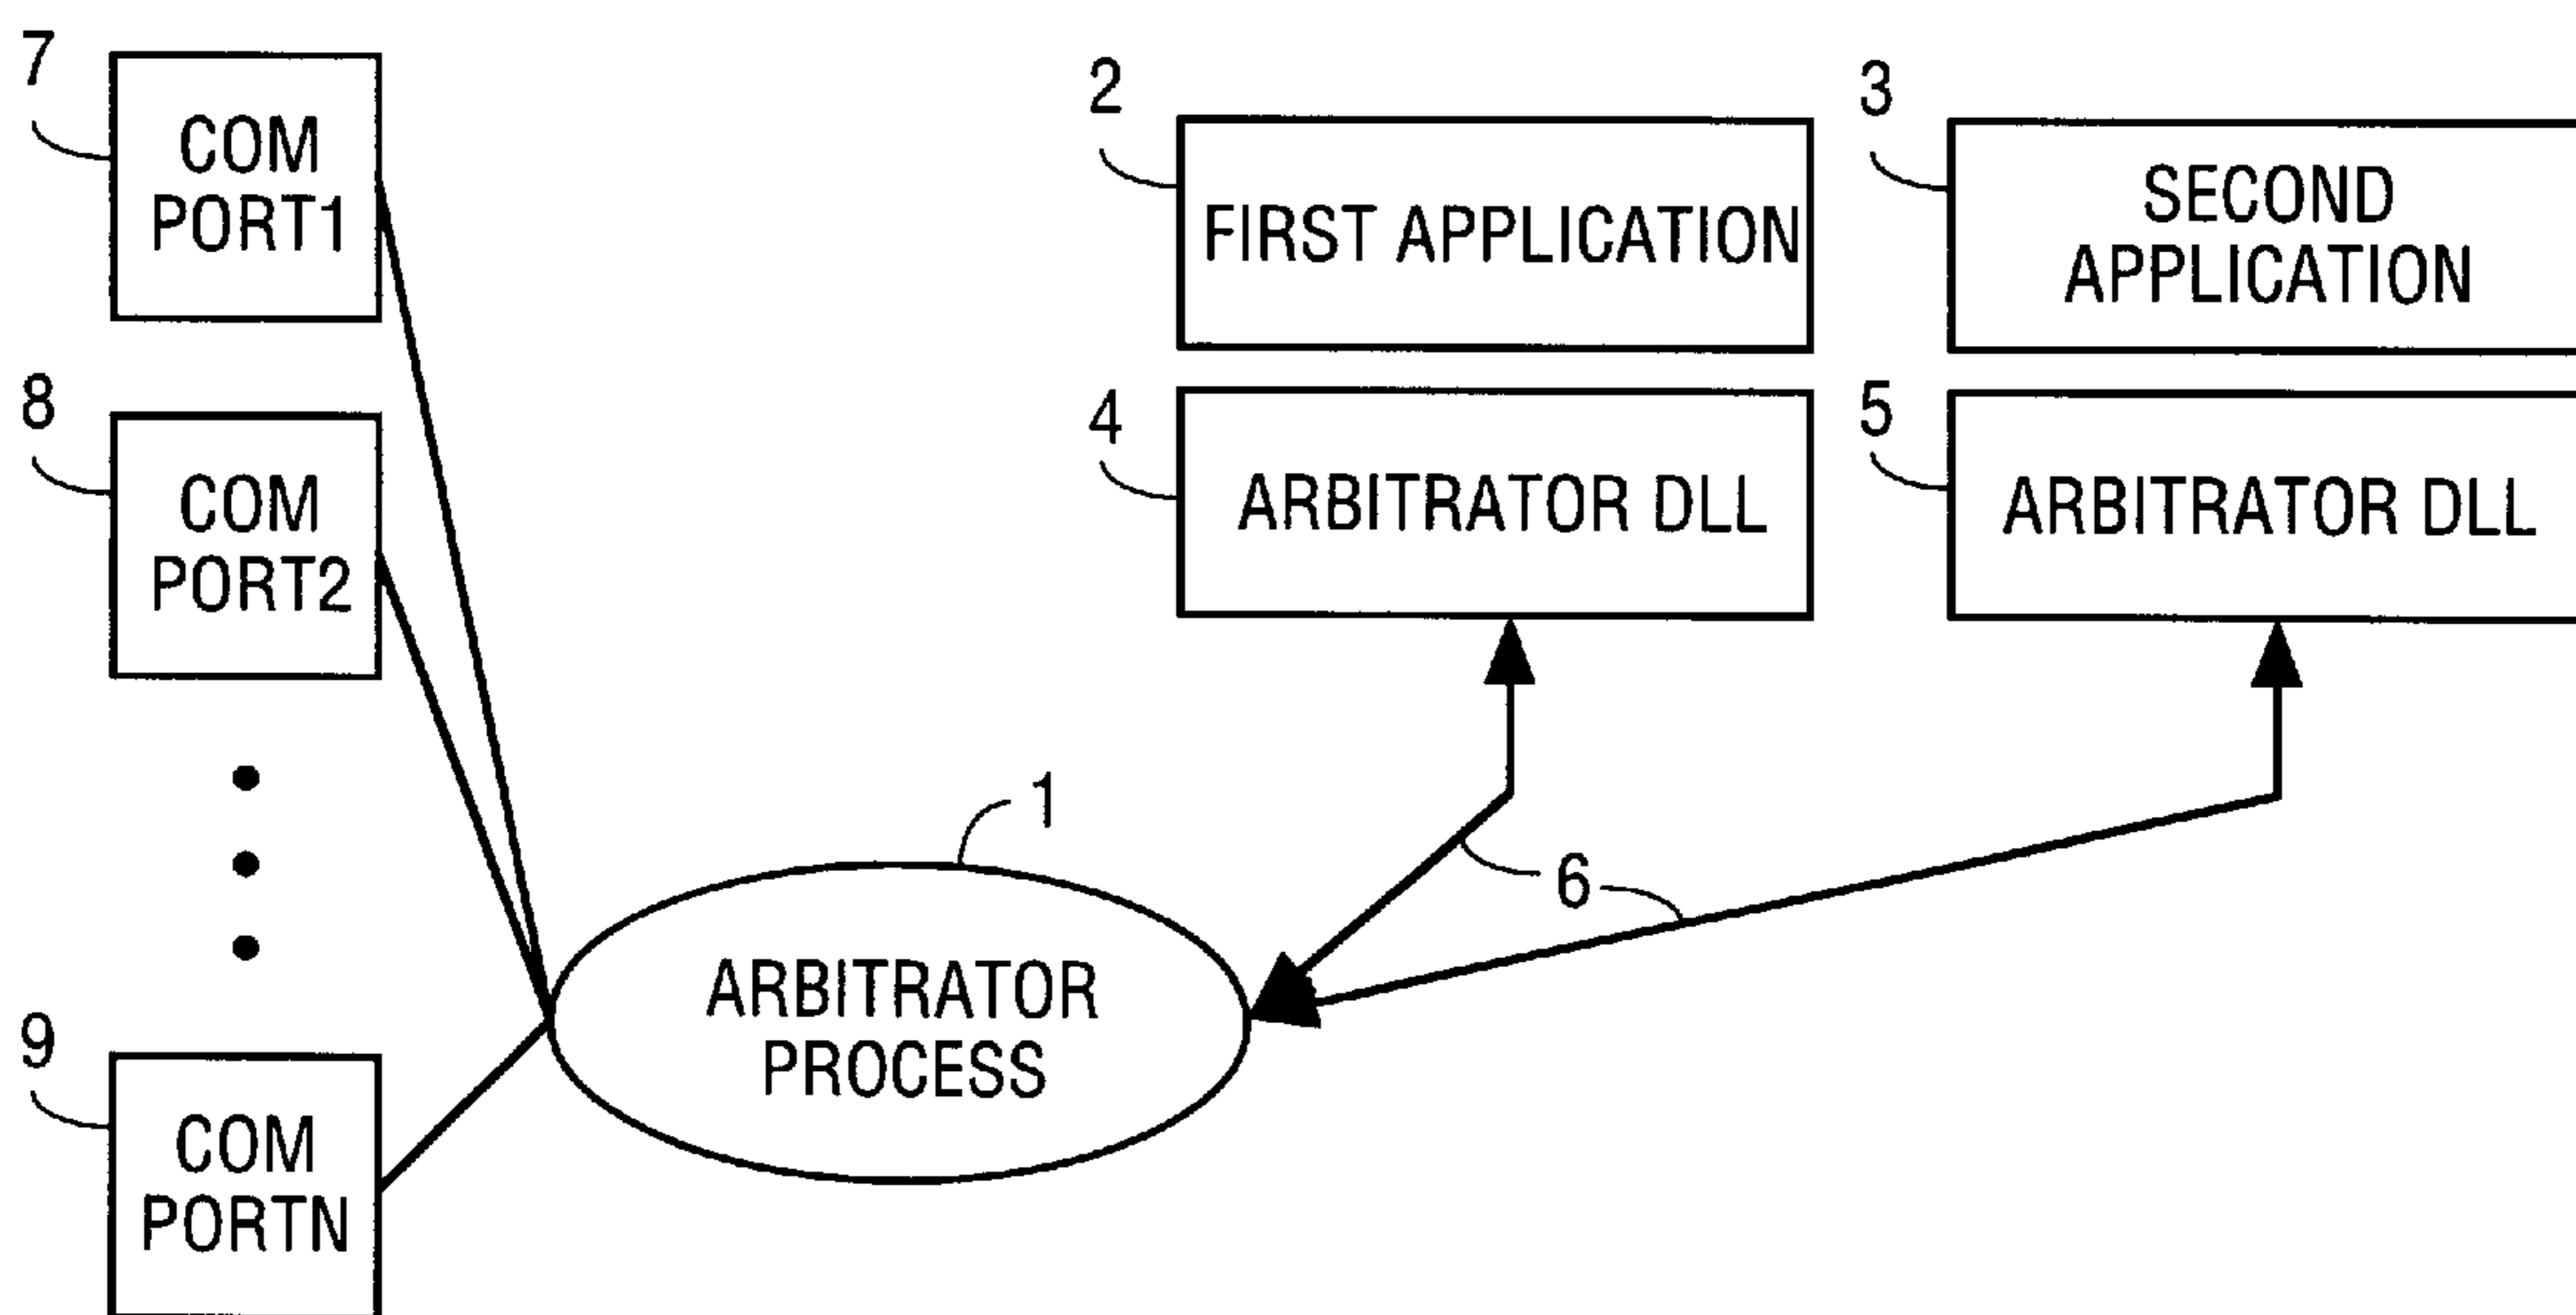 7
COM
PORT1
8
COM
PORT2
9
COM
PORTN
1
ARBITRATOR
PROCESS
2
FIRST APPLICATION
4
ARBITRATOR DLL
3
SECOND
APPLICATION
5
ARBITRATOR DLL
6